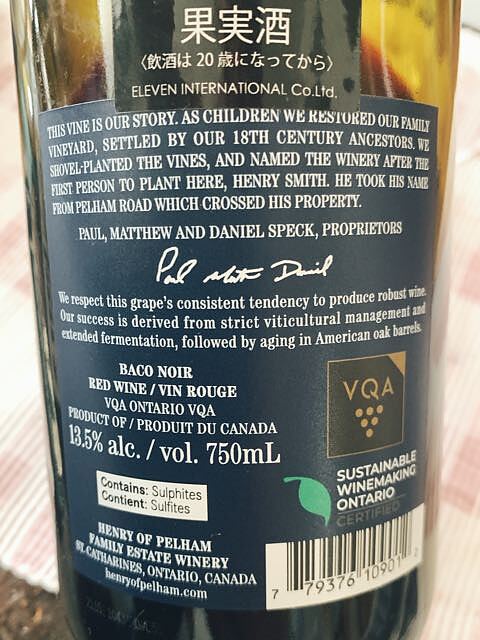 果実酒
〈飲酒は20歳になってから〉
ELEVEN INTERNATIONAL Co.Ltd.
THIS VINE IS OUR STORY. AS CHILDREN WE RESTORED OUR FAMILY
VINEYARD, SETTLED BY OUR 18TH CENTURY ANCESTORS. WE
SHOVEL-PLANTED THE VINES, AND NAMED THE WINERY AFTER THE
FIRST PERSON TO PLANT HERE, HENRY SMITH. HE TOOK HIS NAME
FROM PELHAM ROAD WHICH CROSSED HIS PROPERTY.
PAUL, MATTHEW AND DANIEL SPECK, PROPRIETORS
Paul Matt Daniel
We respect this grape's consistent tendency to produce robust wine.
Our success is derived from strict viticultural management and
extended fermentation, followed by aging in American oak barrels.
BACO NOIR
RED WINE / VIN ROUGE
VQA ONTARIO VQA
PRODUCT OF / PRODUIT DU CANADA
13.5% alc. / vol. 750mL
VQA
Contains: Sulphites
Contient: Sulfites
SUSTAINABLE
WINEMAKING
ONTARIO
CERTIFIED
HENRY OF PELHAM
FAMILY ESTATE WINERY
ST. CATHARINES, ONTARIO, CANADA
henryofpelham.com
7 79376 10901 2